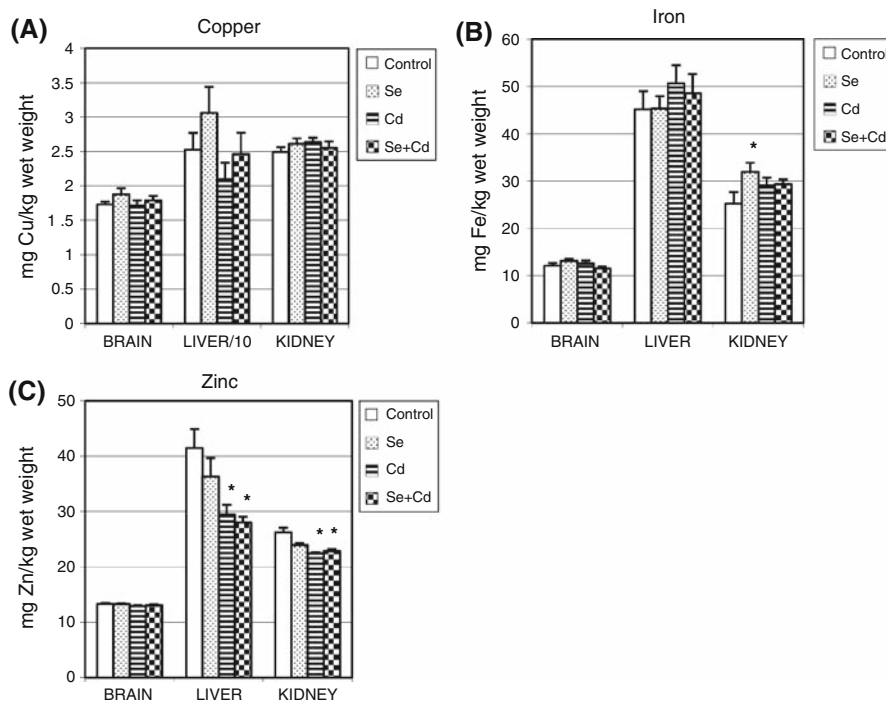 (A)
Copper
mg Cu/kg wet weight
4
3.5
3
2.5
2
1.5
1
0.5
0
BRAIN LIVER/10 KIDNEY
Control
Se
Cd
Se+Cd
(B)
Iron
mg Fe/kg wet weight
60
50
40
30
20
10
0
*
BRAIN LIVER KIDNEY
Control
Se
Cd
Se+Cd
(C)
Zinc
mg Zn/kg wet weight
50
40
30
20
10
0
* * * *
BRAIN LIVER KIDNEY
Control
Se
Cd
Se+Cd